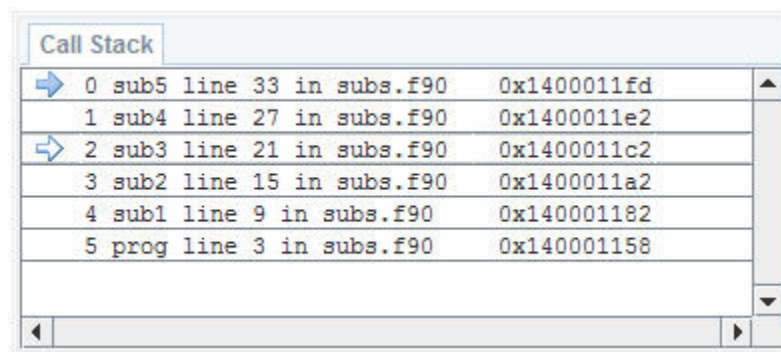 Call Stack
0 sub5 line 33 in subs.f90 0x1400011fd
1 sub4 line 27 in subs.f90 0x1400011e2
2 sub3 line 21 in subs.f90 0x1400011c2
3 sub2 line 15 in subs.f90 0x1400011a2
4 sub1 line 9 in subs.f90 0x140001182
5 prog line 3 in subs.f90 0x140001158